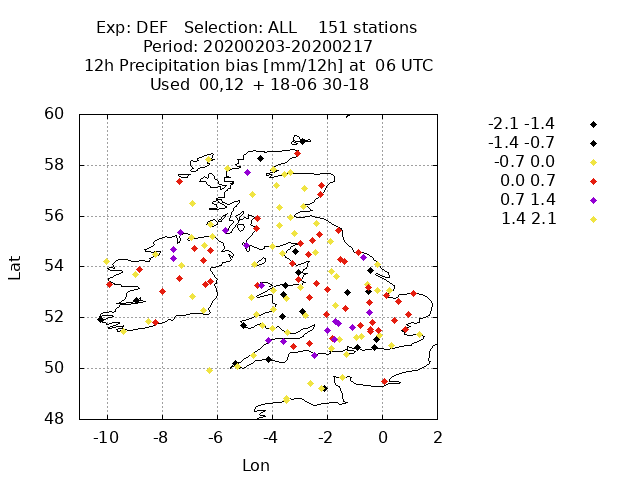 Exp: DEF Selection: ALL 151 stations
Period: 20200203-20200217
12h Precipitation bias [mm/12h] at 06 UTC
Used 00,12 + 18-06 30-18
-2.1 -1.4
-1.4 -0.7
-0.7 0.0
0.0 0.7
0.7 1.4
1.4 2.1
60
58
56
54
52
50
48
Lat
-10 -8 -6 -4 -2 0 2
Lon